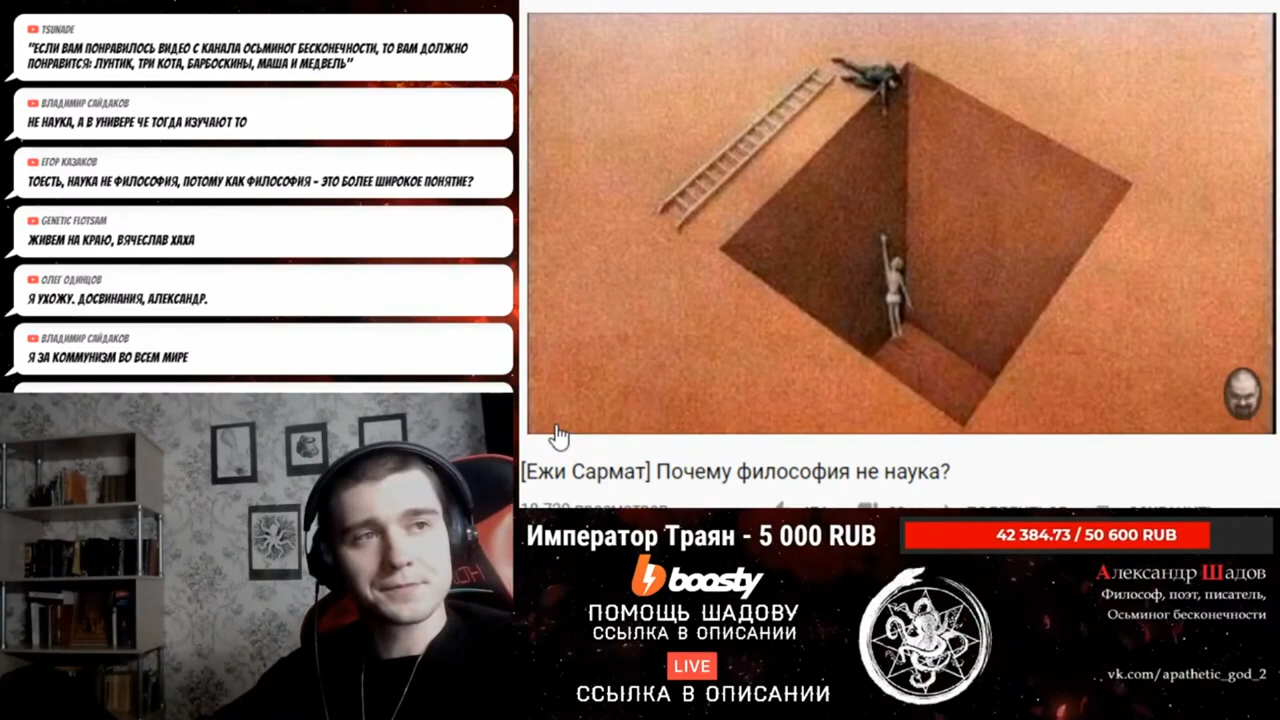 TSUNADE
"ЕСЛИ ВАМ ПОНРАВИЛОСЬ ВИДЕО С КАНАЛА ОСЬМИНОГ БЕСКОНЕЧНОСТИ, ТО ВАМ ДОЛЖНО
ПОНРАВИТСЯ: ЛУНТИК, ТРИ КОТА, БАРБОСКИНЫ, МАША И МЕДВЕЛЬ"
ВЛАДИМИР САЙДАКОВ
НЕ НАУКА, А В УНИВЕРЕ ЧЕ ТОГДА ИЗУЧАЮТ ТО
ЕГОР КАЗАКОВ
ТОЕСТЬ, НАУКА НЕ ФИЛОСОФИЯ, ПОТОМУ КАК ФИЛОСОФИЯ - ЭТО БОЛЕЕ ШИРОКОЕ ПОНЯТИЕ?
GENETIC FLOTSAM
ЖИВЕМ НА КРАЮ, ВЯЧЕСЛАВ ХАХА
ОЛЕГ ОДИНЦОВ
Я УХОЖУ. ДОСВИНАНИЯ, АЛЕКСАНДР.
ВЛАДИМИР САЙДАКОВ
Я ЗА КОММУНИЗМ ВО ВСЕМ МИРЕ
[Ежи Сармат] Почему философия не наука?
Император Траян - 5 000 RUB
42 384.73 / 50 600 RUB
boosty
ПОМОЩЬ ШАДОВУ
ССЫЛКА В ОПИСАНИИ
LIVE
ССЫЛКА В ОПИСАНИИ
Александр Шадов
Философ, поэт, писатель,
Осьминог бесконечности
vk.com/apathetic_god_2